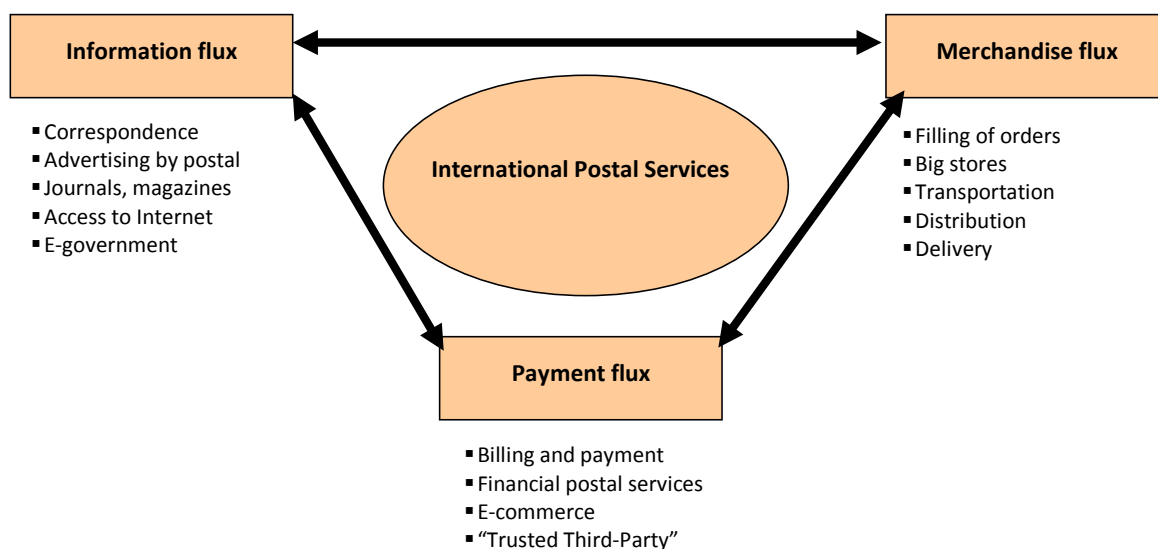 Information flux
Merchandise flux
▪ Correspondence
▪ Advertising by postal
▪ Journals, magazines
▪ Access to Internet
▪ E-government
International Postal Services
▪ Filling of orders
▪ Big stores
▪ Transportation
▪ Distribution
▪ Delivery
Payment flux
▪ Billing and payment
▪ Financial postal services
▪ E-commerce
▪ “Trusted Third-Party”